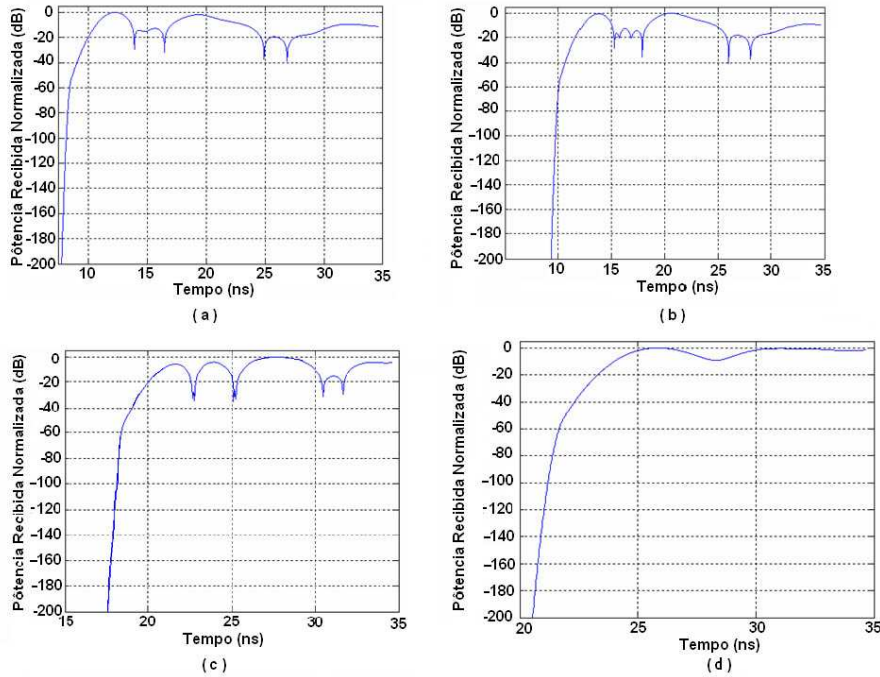 Pôtencia Recibida Normalizada (dB)
0
-20
-40
-60
-80
-100
-120
-140
-160
-180
-200
10 15 20 25 30 35
Tempo (ns)
( a )
Pôtencia Recibida Normalizada (dB)
0
-20
-40
-60
-80
-100
-120
-140
-160
-180
-200
5 10 15 20 25 30 35
Tempo (ns)
( b )
Pôtencia Recibida Normalizada (dB)
0
-20
-40
-60
-80
-100
-120
-140
-160
-180
-200
15 20 25 30 35
Tempo (ns)
( c )
Pôtencia Recibida Normalizada (dB)
0
-20
-40
-60
-80
-100
-120
-140
-160
-180
-200
20 25 30 35
Tempo (ns)
( d )